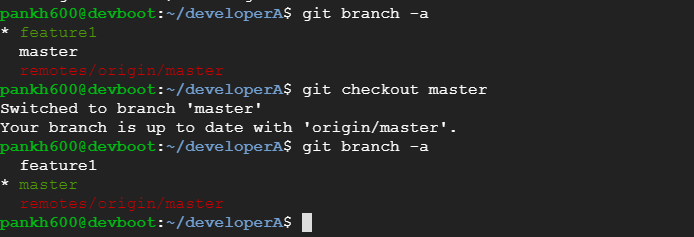 pankh600@devboot:~/developerA$ git branch -a
* feature1
  master
  remotes/origin/master
pankh600@devboot:~/developerA$ git checkout master
Switched to branch 'master'
Your branch is up to date with 'origin/master'.
pankh600@devboot:~/developerA$ git branch -a
  feature1
* master
  remotes/origin/master
pankh600@devboot:~/developerA$